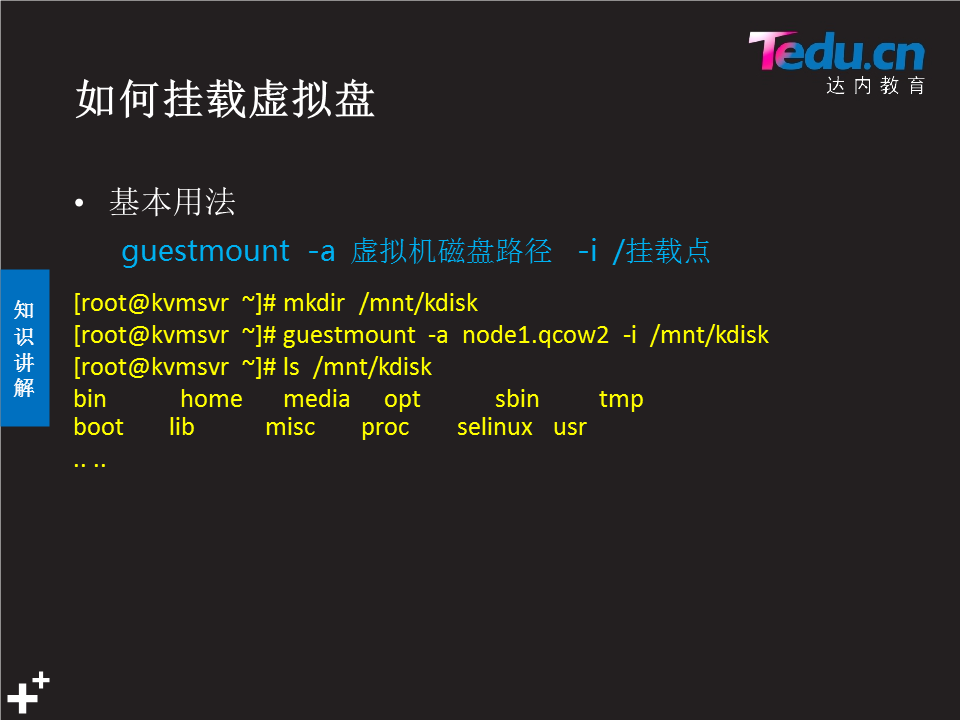 Tedu.cn
达内教育
如何挂载虚拟盘
• 基本用法
guestmount -a 虚拟机磁盘路径 -i /挂载点
知识讲解
[root@kvmsvr ~]# mkdir /mnt/kdisk
[root@kvmsvr ~]# guestmount -a node1.qcow2 -i /mnt/kdisk
[root@kvmsvr ~]# ls /mnt/kdisk
bin home media opt sbin tmp
boot lib misc proc selinux usr
.. ..